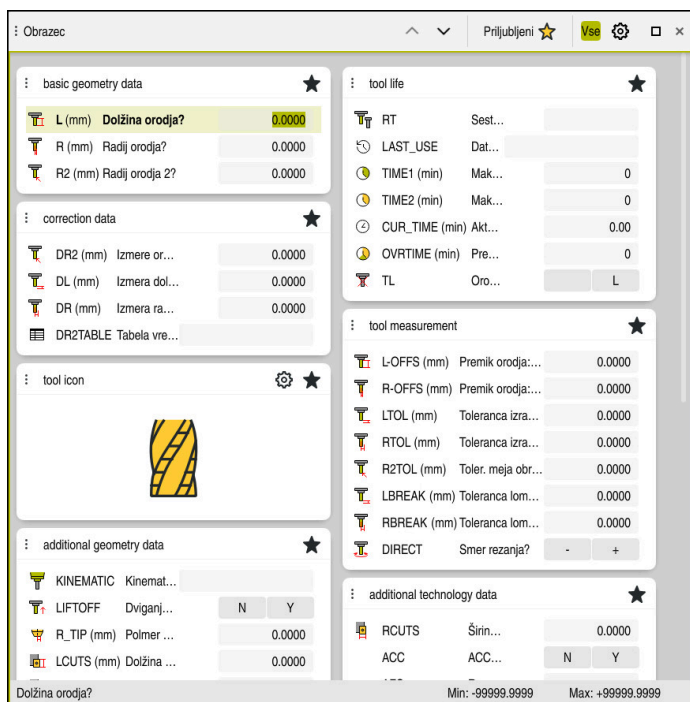 Obrazec
Priljubljeni
Vse
basic geometry data
L (mm) Dolžina orodja? 0.0000
R (mm) Radij orodja? 0.0000
R2 (mm) Radij orodja 2? 0.0000
correction data
DR2 (mm) Izmere or… 0.0000
DL (mm) Izmera dol… 0.0000
DR (mm) Izmera ra… 0.0000
DR2TABLE Tabela vre…
tool icon
additional geometry data
KINEMATIC Kinemat…
LIFTOFF Dviganj… N Y
R_TIP (mm) Polmer … 0.0000
LCUTS (mm) Dolžina … 0.0000
tool life
RT Sest…
LAST_USE Dat…
TIME1 (min) Mak… 0
TIME2 (min) Mak… 0
CUR_TIME (min) Akt… 0.00
OVRTIME (min) Pre… 0
TL Oro… L
tool measurement
L-OFFS (mm) Premik orodja:… 0.0000
R-OFFS (mm) Premik orodja:… 0.0000
LTOL (mm) Toleranca izra… 0.0000
RTOL (mm) Toleranca izra… 0.0000
R2TOL (mm) Toler. meja obr… 0.0000
LBREAK (mm) Toleranca lom… 0.0000
RBREAK (mm) Toleranca lom… 0.0000
DIRECT Smer rezanja? - +
additional technology data
RCUTS Širin… 0.0000
ACC ACC… N Y
Dolžina orodja? Min: -99999.9999 Max: +99999.9999